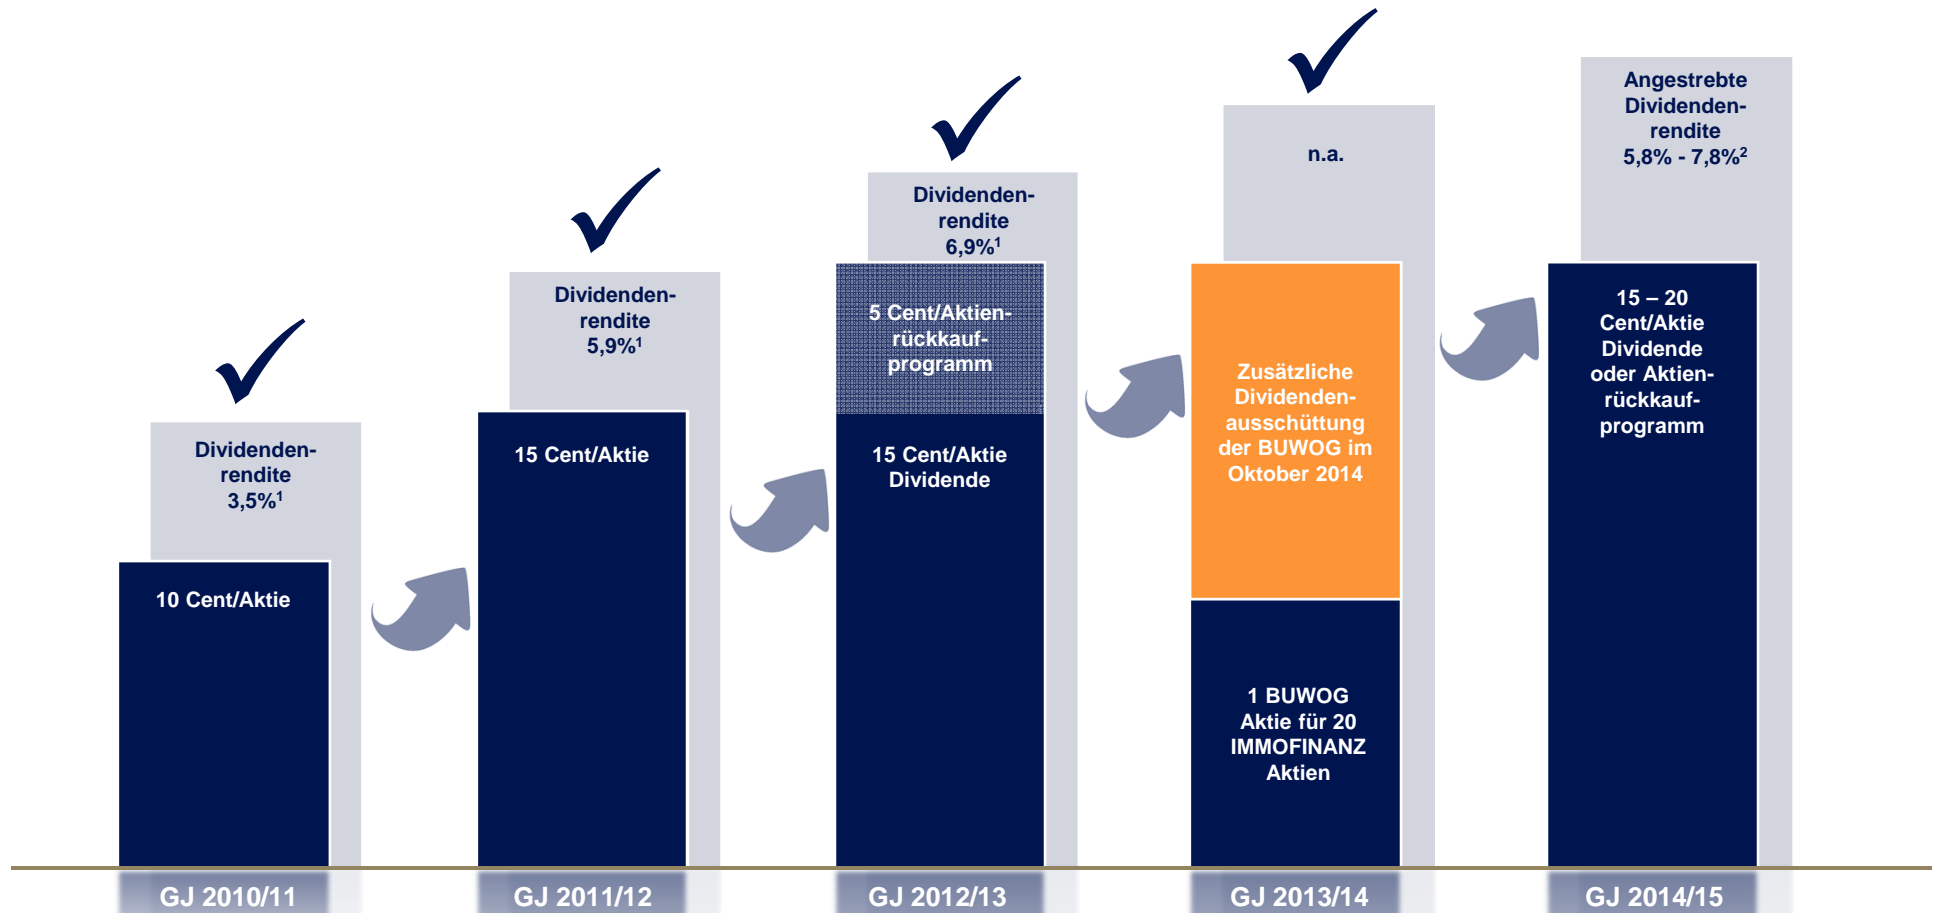 Dividenden-
rendite
3,5%¹
10 Cent/Aktie
GJ 2010/11
Dividenden-
rendite
5,9%¹
15 Cent/Aktie
GJ 2011/12
Dividenden-
rendite
6,9%¹
5 Cent/Aktien-
rückkauf-
programm
15 Cent/Aktie
Dividende
GJ 2012/13
n.a.
Zusätzliche
Dividenden-
ausschüttung
der BUWOG im
Oktober 2014
1 BUWOG
Aktie für 20
IMMOFINANZ
Aktien
GJ 2013/14
Angestrebte
Dividenden-
rendite
5,8% - 7,8%²
15 – 20
Cent/Aktie
Dividende
oder Aktien-
rückkauf-
programm
GJ 2014/15